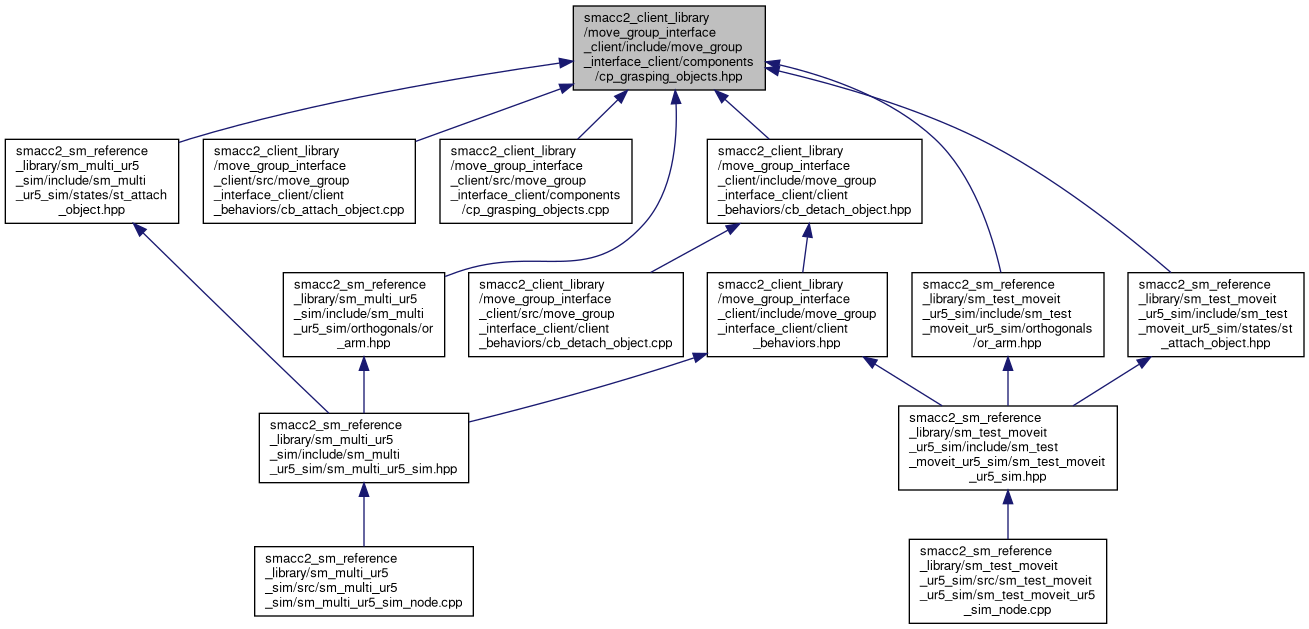 smacc2_client_library
/move_group_interface
_client/include/move_group
_interface_client/components
/cp_grasping_objects.hpp
smacc2_sm_reference
_library/sm_multi_ur5
_sim/include/sm_multi
_ur5_sim/states/st_attach
_object.hpp
smacc2_client_library
/move_group_interface
_client/src/move_group
_interface_client/client
_behaviors/cb_attach_object.cpp
smacc2_client_library
/move_group_interface
_client/src/move_group
_interface_client/components
/cp_grasping_objects.cpp
smacc2_client_library
/move_group_interface
_client/include/move_group
_interface_client/client
_behaviors/cb_detach_object.hpp
smacc2_sm_reference
_library/sm_multi_ur5
_sim/include/sm_multi
_ur5_sim/orthogonals/or
_arm.hpp
smacc2_client_library
/move_group_interface
_client/src/move_group
_interface_client/client
_behaviors/cb_detach_object.cpp
smacc2_client_library
/move_group_interface
_client/include/move_group
_interface_client/client
_behaviors.hpp
smacc2_sm_reference
_library/sm_test_moveit
_ur5_sim/include/sm_test
_moveit_ur5_sim/orthogonals
/or_arm.hpp
smacc2_sm_reference
_library/sm_test_moveit
_ur5_sim/include/sm_test
_moveit_ur5_sim/states/st
_attach_object.hpp
smacc2_sm_reference
_library/sm_multi_ur5
_sim/include/sm_multi
_ur5_sim/sm_multi_ur5_sim.hpp
smacc2_sm_reference
_library/sm_test_moveit
_ur5_sim/include/sm_test
_moveit_ur5_sim/sm_test_moveit
_ur5_sim.hpp
smacc2_sm_reference
_library/sm_multi_ur5
_sim/src/sm_multi_ur5
_sim/sm_multi_ur5_sim_node.cpp
smacc2_sm_reference
_library/sm_test_moveit
_ur5_sim/src/sm_test_moveit
_ur5_sim/sm_test_moveit_ur5
_sim_node.cpp